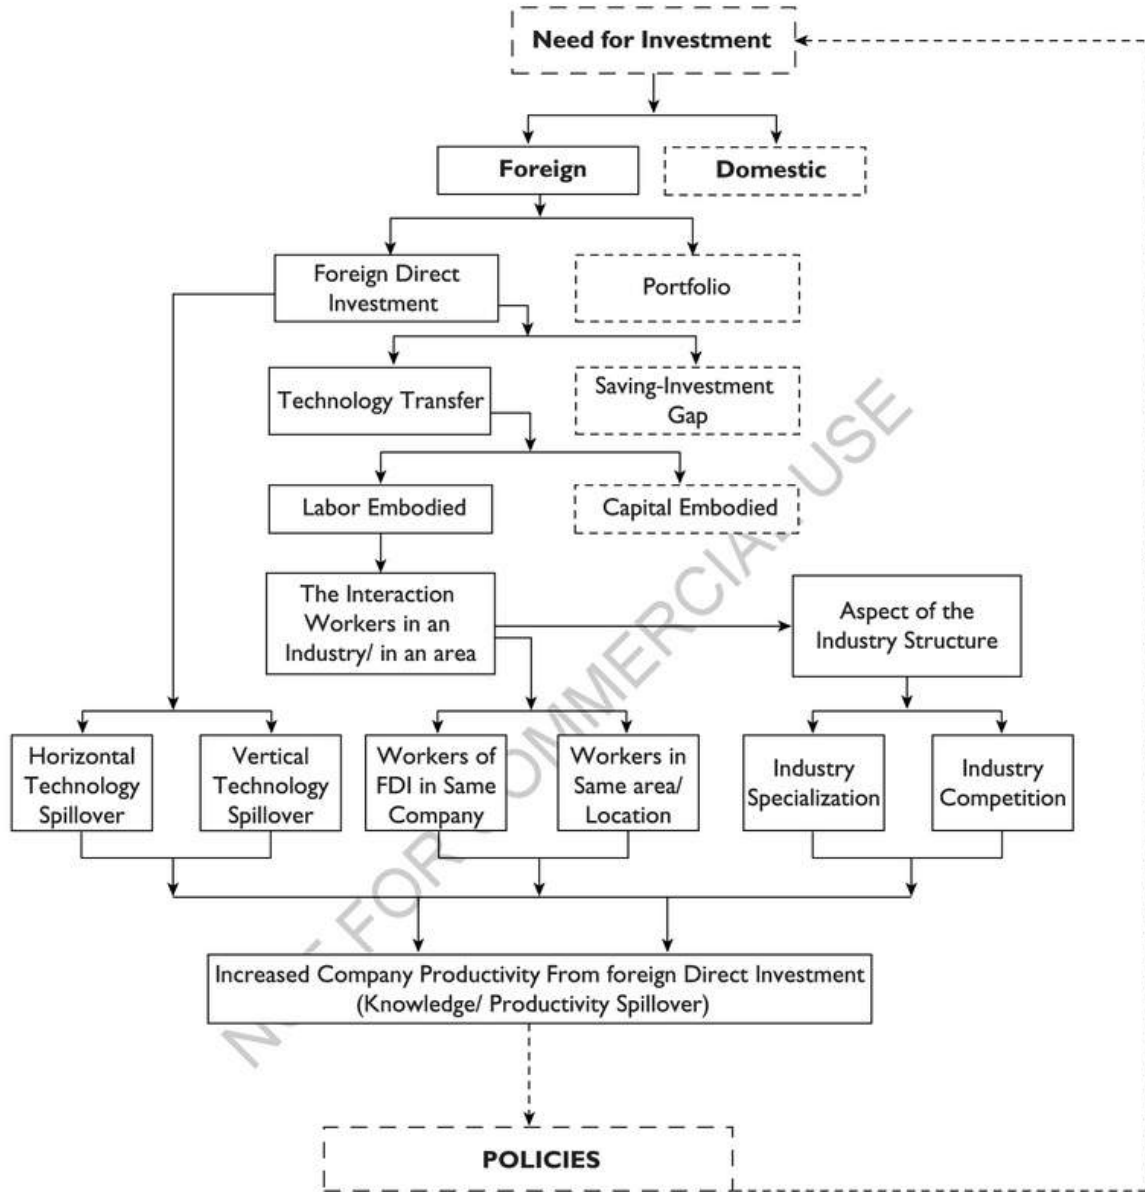 Need for Investment
Foreign
Domestic
Foreign Direct
Investment
Portfolio
Technology Transfer
Saving-Investment
Gap
Labor Embodied
Capital Embodied
The Interaction
Workers in an
Industry/ in an area
Aspect of the
Industry Structure
Horizontal
Technology
Spillover
Vertical
Technology
Spillover
Workers of
FDI in Same
Company
Workers in
Same area/
Location
Industry
Specialization
Industry
Competition
Increased Company Productivity From foreign Direct Investment
(Knowledge/ Productivity Spillover)
POLICIES
NOT FOR COMMERCIAL USE